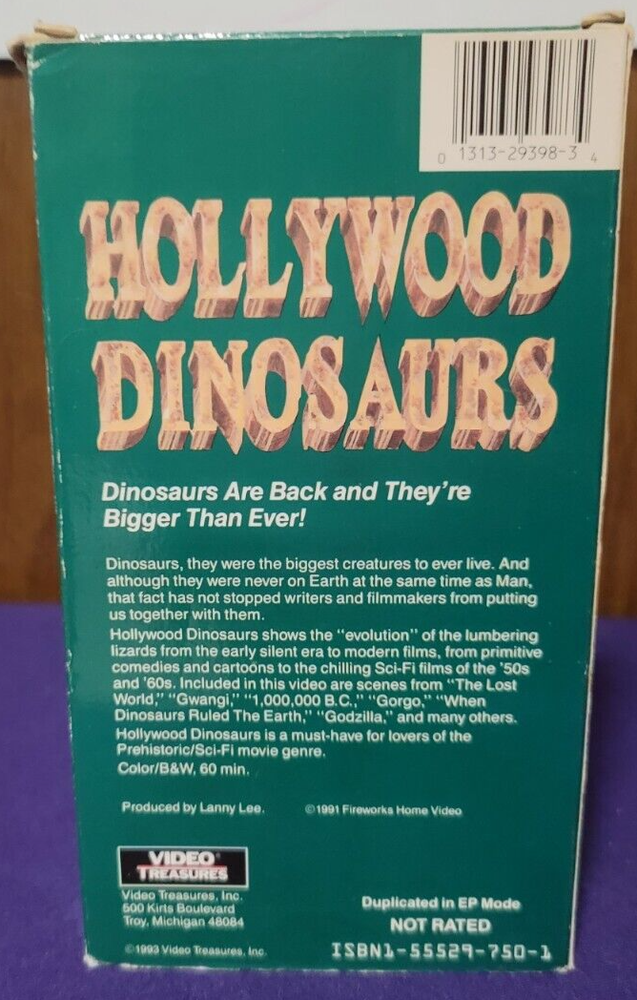 0 1313-29398-3 4
HOLLYWOOD
DINOSAURS
Dinosaurs Are Back and They're
Bigger Than Ever!
Dinosaurs, they were the biggest creatures to ever live. And
although they were never on Earth at the same time as Man,
that fact has not stopped writers and filmmakers from putting
us together with them.
Hollywood Dinosaurs shows the "evolution" of the lumbering
lizards from the early silent era to modern films, from primitive
comedies and cartoons to the chilling Sci-Fi films of the '50s
and '60s. Included in this video are scenes from "The Lost
World," "Gwangi," "1,000,000 B.C.," "Gorgo," "When
Dinosaurs Ruled The Earth," "Godzilla," and many others.
Hollywood Dinosaurs is a must-have for lovers of the
Prehistoric/Sci-Fi movie genre.
Color/B&W, 60 min.
Produced by Lanny Lee. ©1991 Fireworks Home Video
VIDEO®
TREASURES
Video Treasures, Inc.
500 Kirts Boulevard
Troy, Michigan 48084
©1993 Video Treasures, Inc.
Duplicated in EP Mode
NOT RATED
ISBN1-55529-750-1